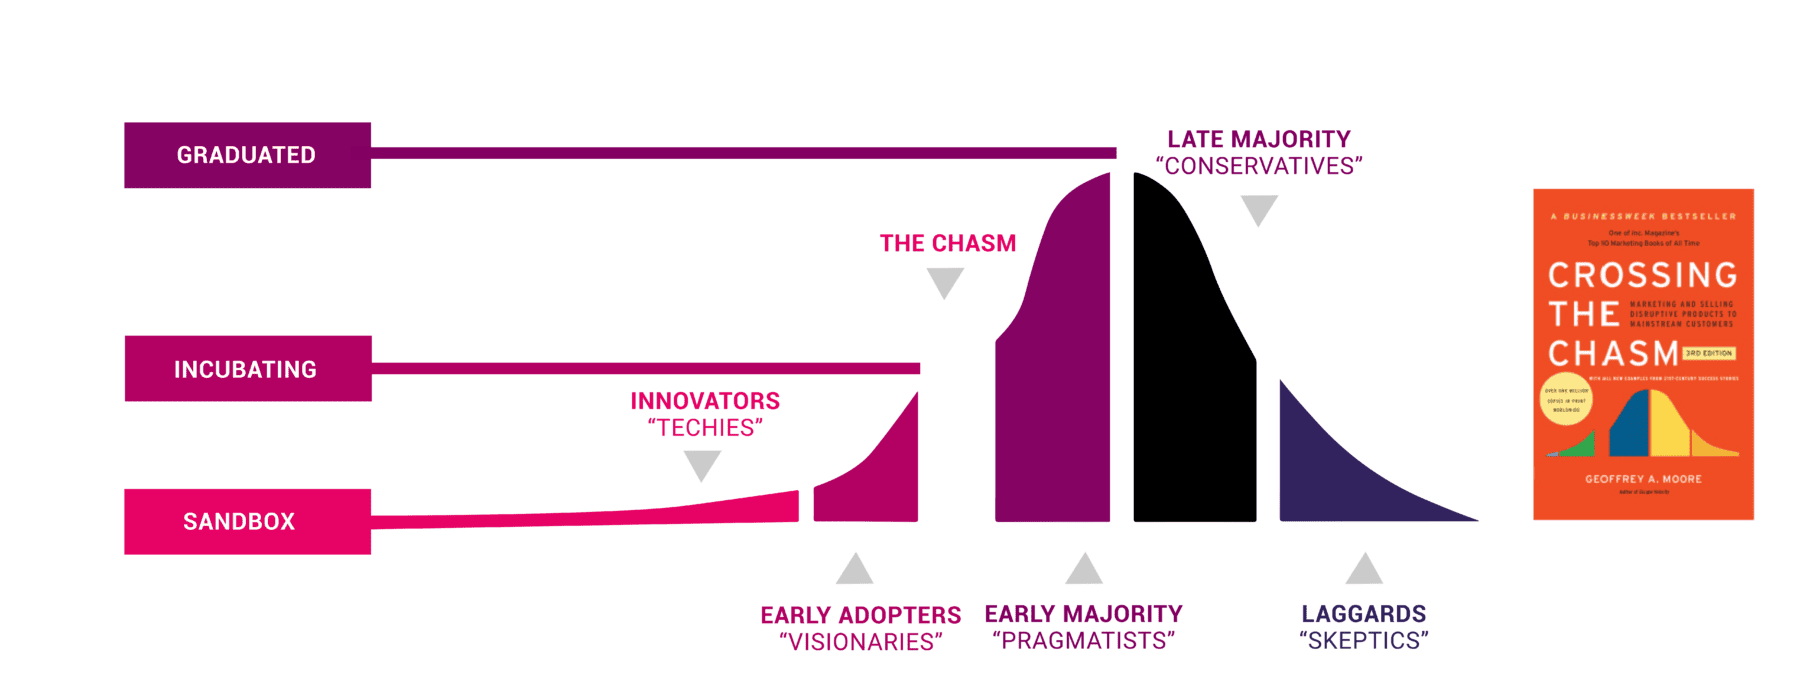 GRADUATED
LATE MAJORITY
“CONSERVATIVES”
THE CHASM
INCUBATING
INNOVATORS
“TECHIES”
SANDBOX
EARLY ADOPTERS
“VISIONARIES”
EARLY MAJORITY
“PRAGMATISTS”
LAGGARDS
“SKEPTICS”
A BUSINESSWEEK BESTSELLER
One of Inc. Magazine's
Top 10 Marketing Books of All Time
CROSSING
THE
MARKETING AND SELLING
DISRUPTIVE PRODUCTS TO
MAINSTREAM CUSTOMERS
CHASM
3RD EDITION
WITH ALL NEW EXAMPLES FROM 21ST-CENTURY SUCCESS STORIES
OVER ONE MILLION
COPIES IN PRINT
WORLDWIDE
GEOFFREY A. MOORE